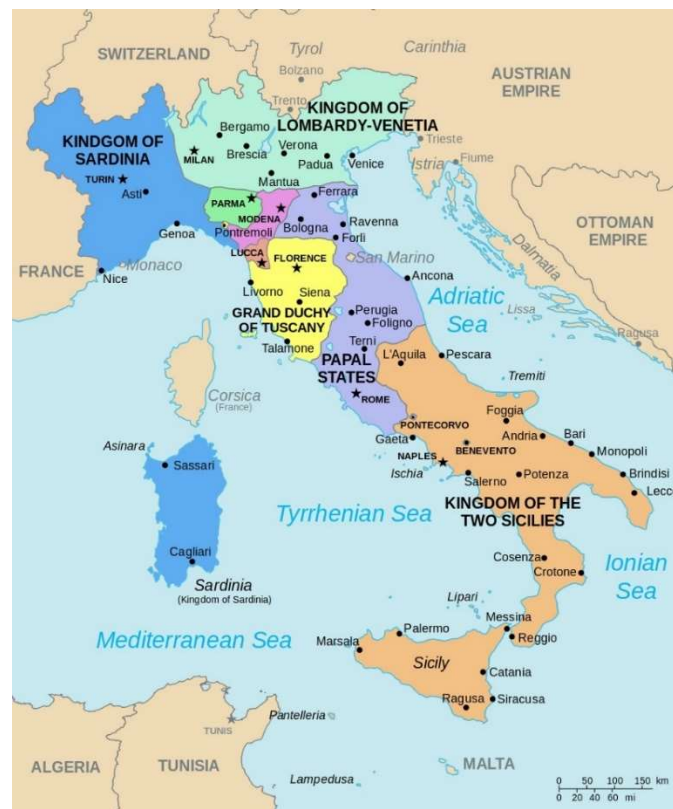 SWITZERLAND
Tyrol
Carinthia
Bolzano
AUSTRIAN
EMPIRE
Trento
KINGDOM OF
LOMBARDY-VENETIA
Bergamo
KINDGOM OF
SARDINIA
MILAN
Brescia
Verona
Padua
Venice
Trieste
Istria
Fiume
TURIN
Asti
Mantua
PARMA
MODENA
Ferrara
Genoa
Pontremoli
Bologna
Ravenna
Forli
OTTOMAN
EMPIRE
FRANCE
Monaco
Nice
LUCCA
FLORENCE
San Marino
Dalmatia
Livorno
Siena
Ancona
Adriatic
Sea
Lissa
Ragusa
GRAND DUCHY
OF TUSCANY
Perugia
Foligno
Talamone
Terni
PAPAL
STATES
L'Aquila
Pescara
Corsica
(France)
ROME
Tremiti
Foggia
PONTECORVO
Gaeta
Andria
Bari
Asinara
BENEVENTO
Monopoli
Sassari
NAPLES
Ischia
Salerno
Potenza
Brindisi
Lecce
Tyrrhenian Sea
KINGDOM OF THE
TWO SICILIES
Cagliari
Cosenza
Crotone
Ionian
Sea
Sardinia
(Kingdom of Sardinia)
Lipari
Mediterranean Sea
Marsala
Palermo
Messina
Reggio
Sicily
Catania
Ragusa
Siracusa
TUNIS
Pantelleria
ALGERIA
TUNISIA
MALTA
Lampedusa
0 50 100 150 km
0 20 40 60 mi